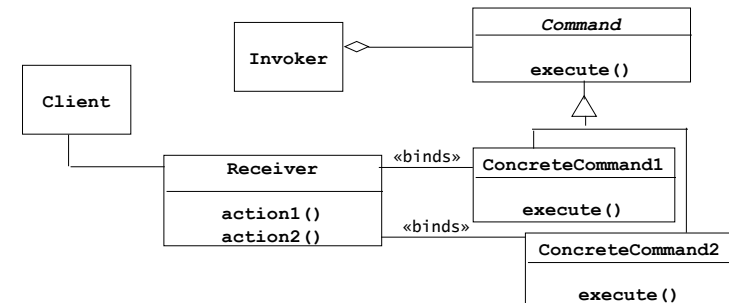 Command
execute()
Invoker
Client
Receiver
action1()
action2()
«binds»
«binds»
ConcreteCommand1
execute()
ConcreteCommand2
execute()